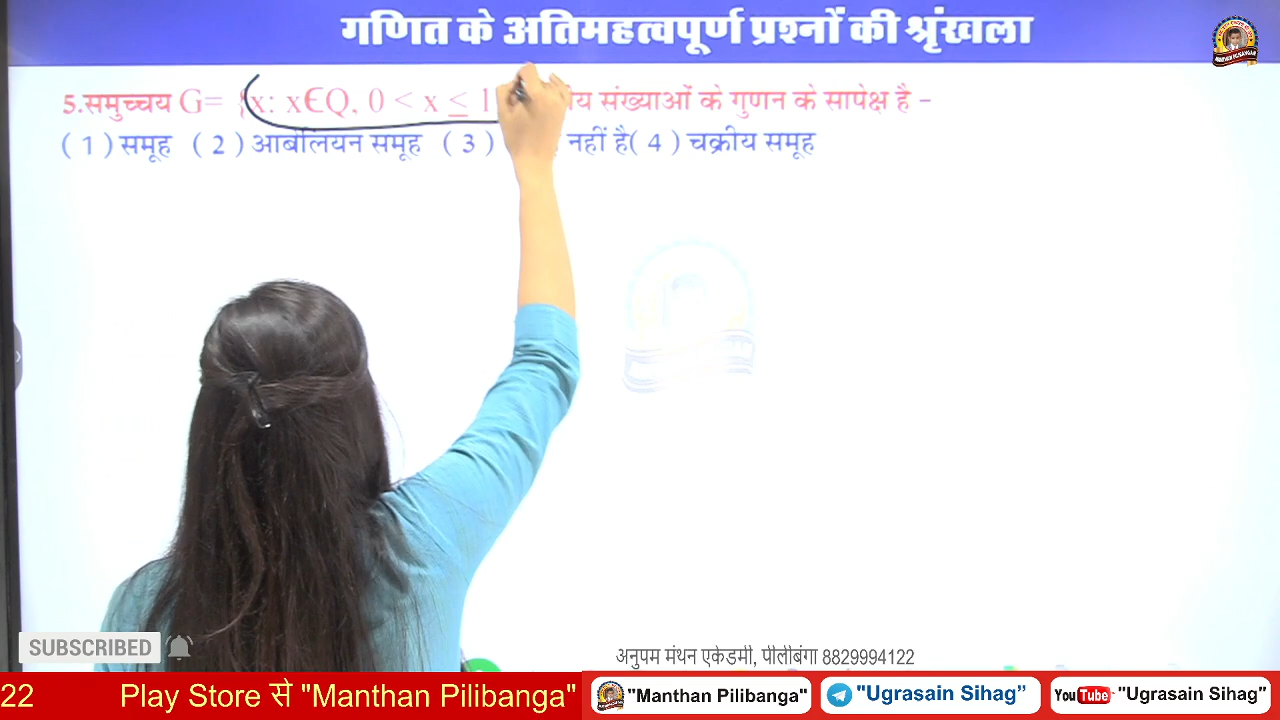 गणित के अतिमहत्वपूर्ण प्रश्नों की श्रृंखला
5.समुच्चय G= {x: x∈Q, 0 < x ≤ 1 संख्याओं के गुणन के सापेक्ष है –
( 1 ) समूह ( 2 ) आबेलियन समूह ( 3 ) नहीं है( 4 ) चक्रीय समूह
SUBSCRIBED
अनुपम मंथन एकेडमी, पीलीबंगा 8829994122
22 Play Store से "Manthan Pilibanga" "Manthan Pilibanga" "Ugrasain Sihag” YouTube "Ugrasain Sihag”